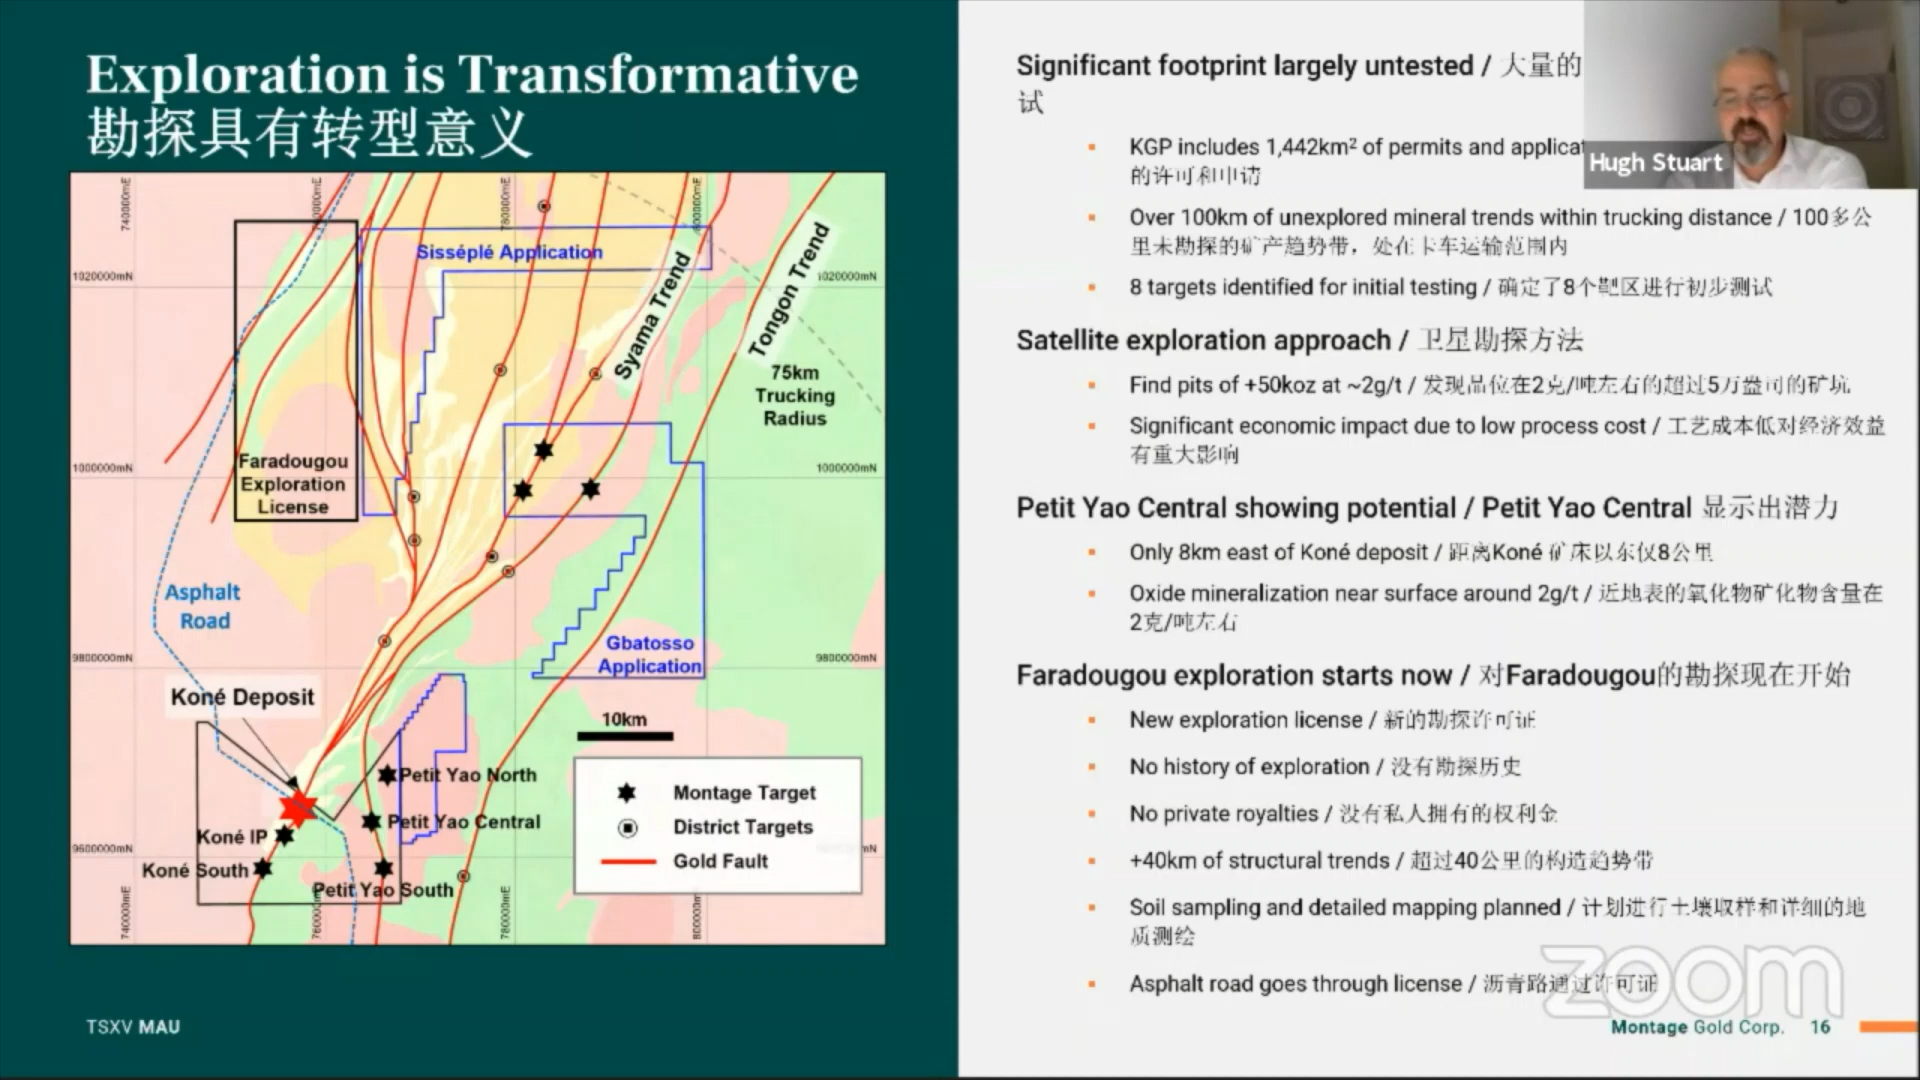 Exploration is Transformative
勘探具有转型意义
740000mE
780000mE
800000mE
Sisséplé Application
Tongon Trend
Syama Trend
1020000mN
1020000mN
75km
Trucking
Radius
Faradougou
Exploration
License
1000000mN
1000000mN
Asphalt
Road
Gbatosso
Application
9800000mN
9800000mN
Koné Deposit
10km
Petit Yao North
Montage Target
Petit Yao Central
District Targets
Koné IP
9600000mN
Gold Fault
Koné South
Petit Yao South
740000mE
780000mE
TSXV MAU
Significant footprint largely untested / 大量的
试
KGP includes 1,442km² of permits and applicat
的许可和申请
Over 100km of unexplored mineral trends within trucking distance / 100多公
里未勘探的矿产趋势带，处在卡车运输范围内
8 targets identified for initial testing / 确定了8个靶区进行初步测试
Satellite exploration approach / 卫星勘探方法
Find pits of +50koz at ~2g/t / 发现品位在2克/吨左右的超过5万盎司的矿坑
Significant economic impact due to low process cost / 工艺成本低对经济效益
有重大影响
Petit Yao Central showing potential / Petit Yao Central 显示出潜力
Only 8km east of Koné deposit / 距离Koné 矿床以东仅8公里
Oxide mineralization near surface around 2g/t / 近地表的氧化物矿化物含量在
2克/吨左右
Faradougou exploration starts now / 对Faradougou的勘探现在开始
New exploration license / 新的勘探许可证
No history of exploration / 没有勘探历史
No private royalties / 没有私人拥有的权利金
+40km of structural trends / 超过40公里的构造趋势带
Soil sampling and detailed mapping planned / 计划进行土壤取样和详细的地
质测绘
Asphalt road goes through license / 沥青路通过许可证
Montage Gold Corp. 16
Hugh Stuart
zoom